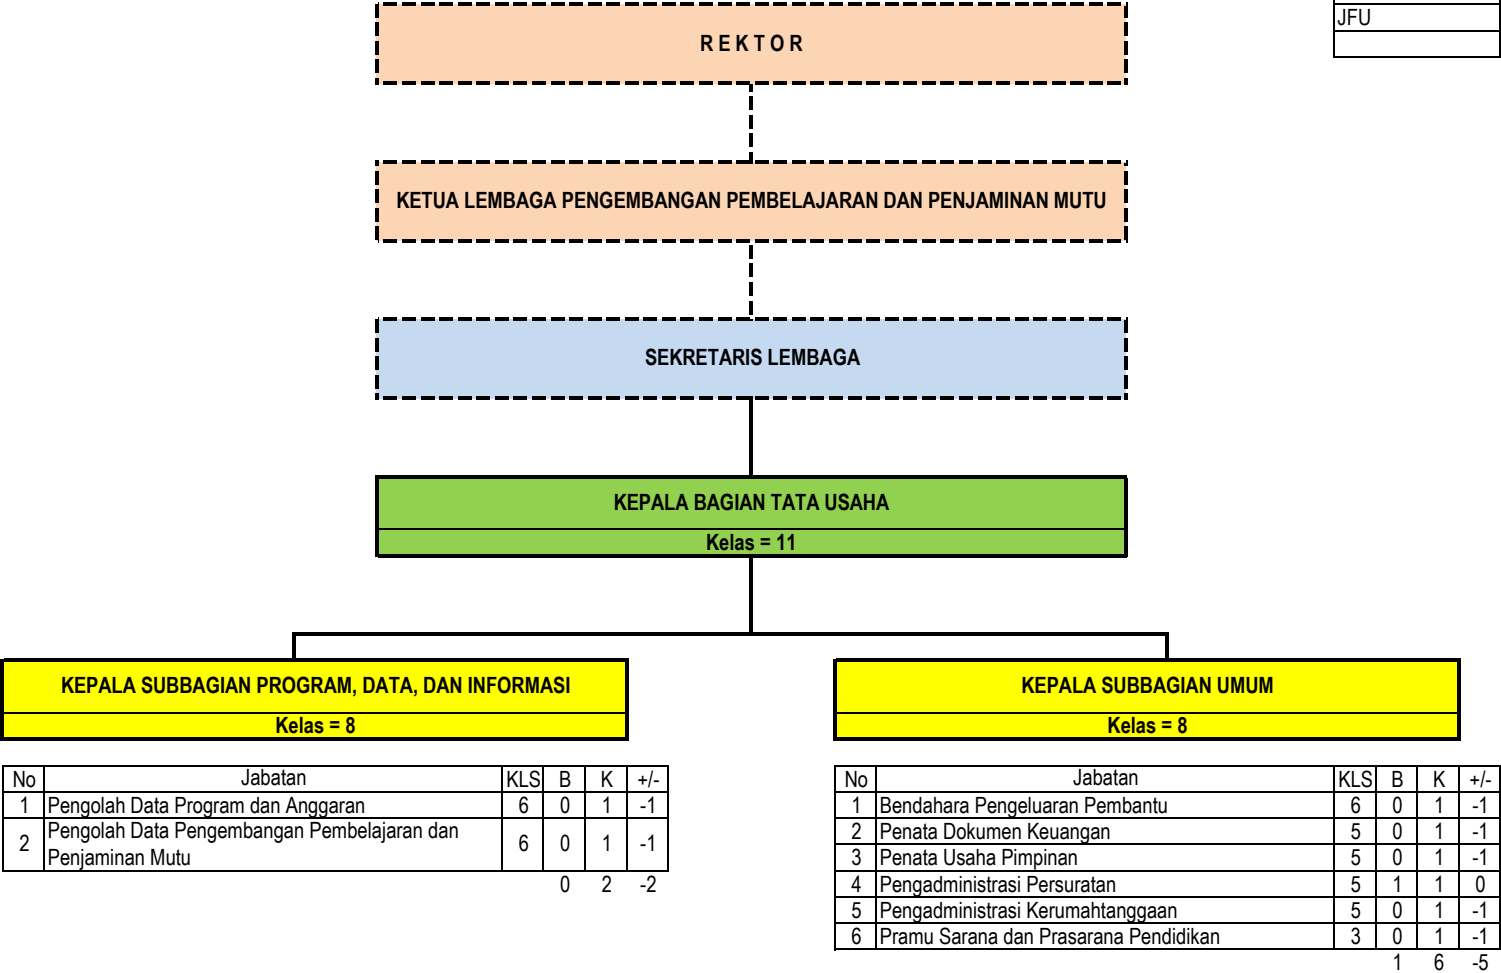 JFU
R E K T O R
KETUA LEMBAGA PENGEMBANGAN PEMBELAJARAN DAN PENJAMINAN MUTU
SEKRETARIS LEMBAGA
KEPALA BAGIAN TATA USAHA
Kelas = 11
KEPALA SUBBAGIAN PROGRAM, DATA, DAN INFORMASI
Kelas = 8
No Jabatan KLS B K +/-
1 Pengolah Data Program dan Anggaran 6 0 1 -1
2 Pengolah Data Pengembangan Pembelajaran dan
Penjaminan Mutu 6 0 1 -1
0 2 -2
KEPALA SUBBAGIAN UMUM
Kelas = 8
No Jabatan KLS B K +/-
1 Bendahara Pengeluaran Pembantu 6 0 1 -1
2 Penata Dokumen Keuangan 5 0 1 -1
3 Penata Usaha Pimpinan 5 0 1 -1
4 Pengadministrasi Persuratan 5 1 1 0
5 Pengadministrasi Kerumahtanggaan 5 0 1 -1
6 Pramu Sarana dan Prasarana Pendidikan 3 0 1 -1
1 6 -5